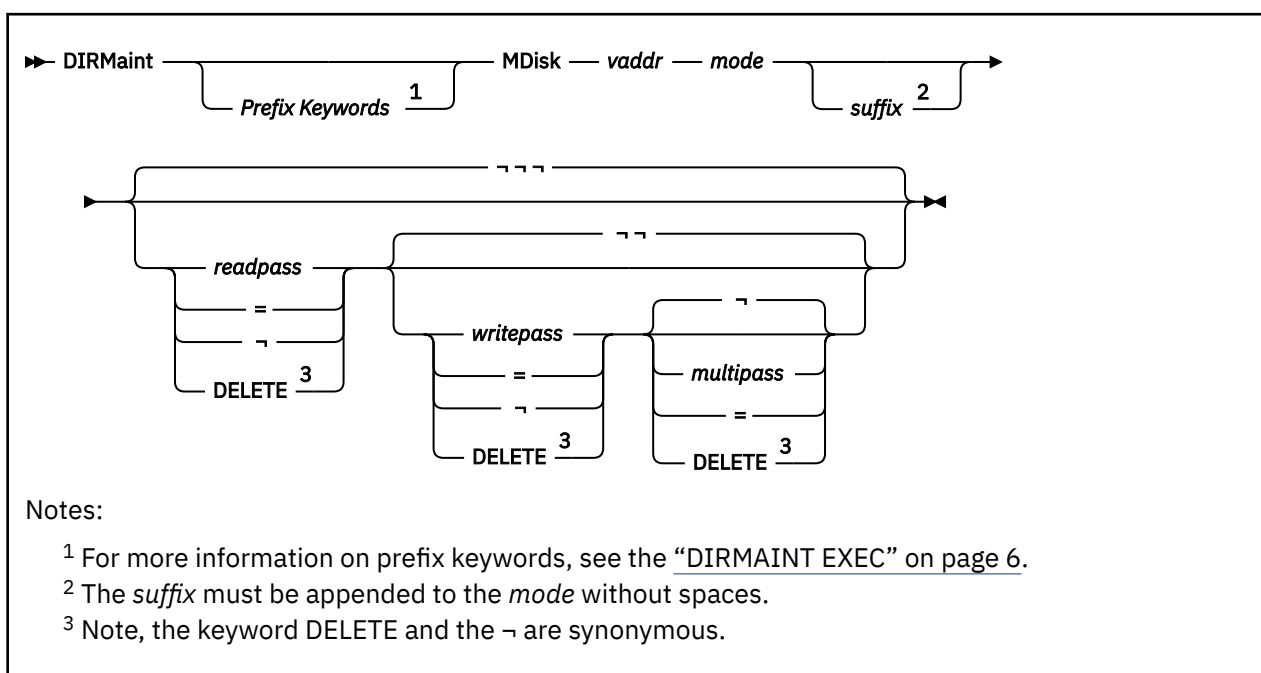 DIRMaint Prefix Keywords 1 MDisk vaddr mode suffix 2
¬ ¬ ¬
readpass
=
¬
DELETE 3
¬ ¬
writepass
=
¬
DELETE 3
¬
multipass
=
DELETE 3
Notes:
1 For more information on prefix keywords, see the “DIRMAINT EXEC” on page 6.
2 The suffix must be appended to the mode without spaces.
3 Note, the keyword DELETE and the ¬ are synonymous.